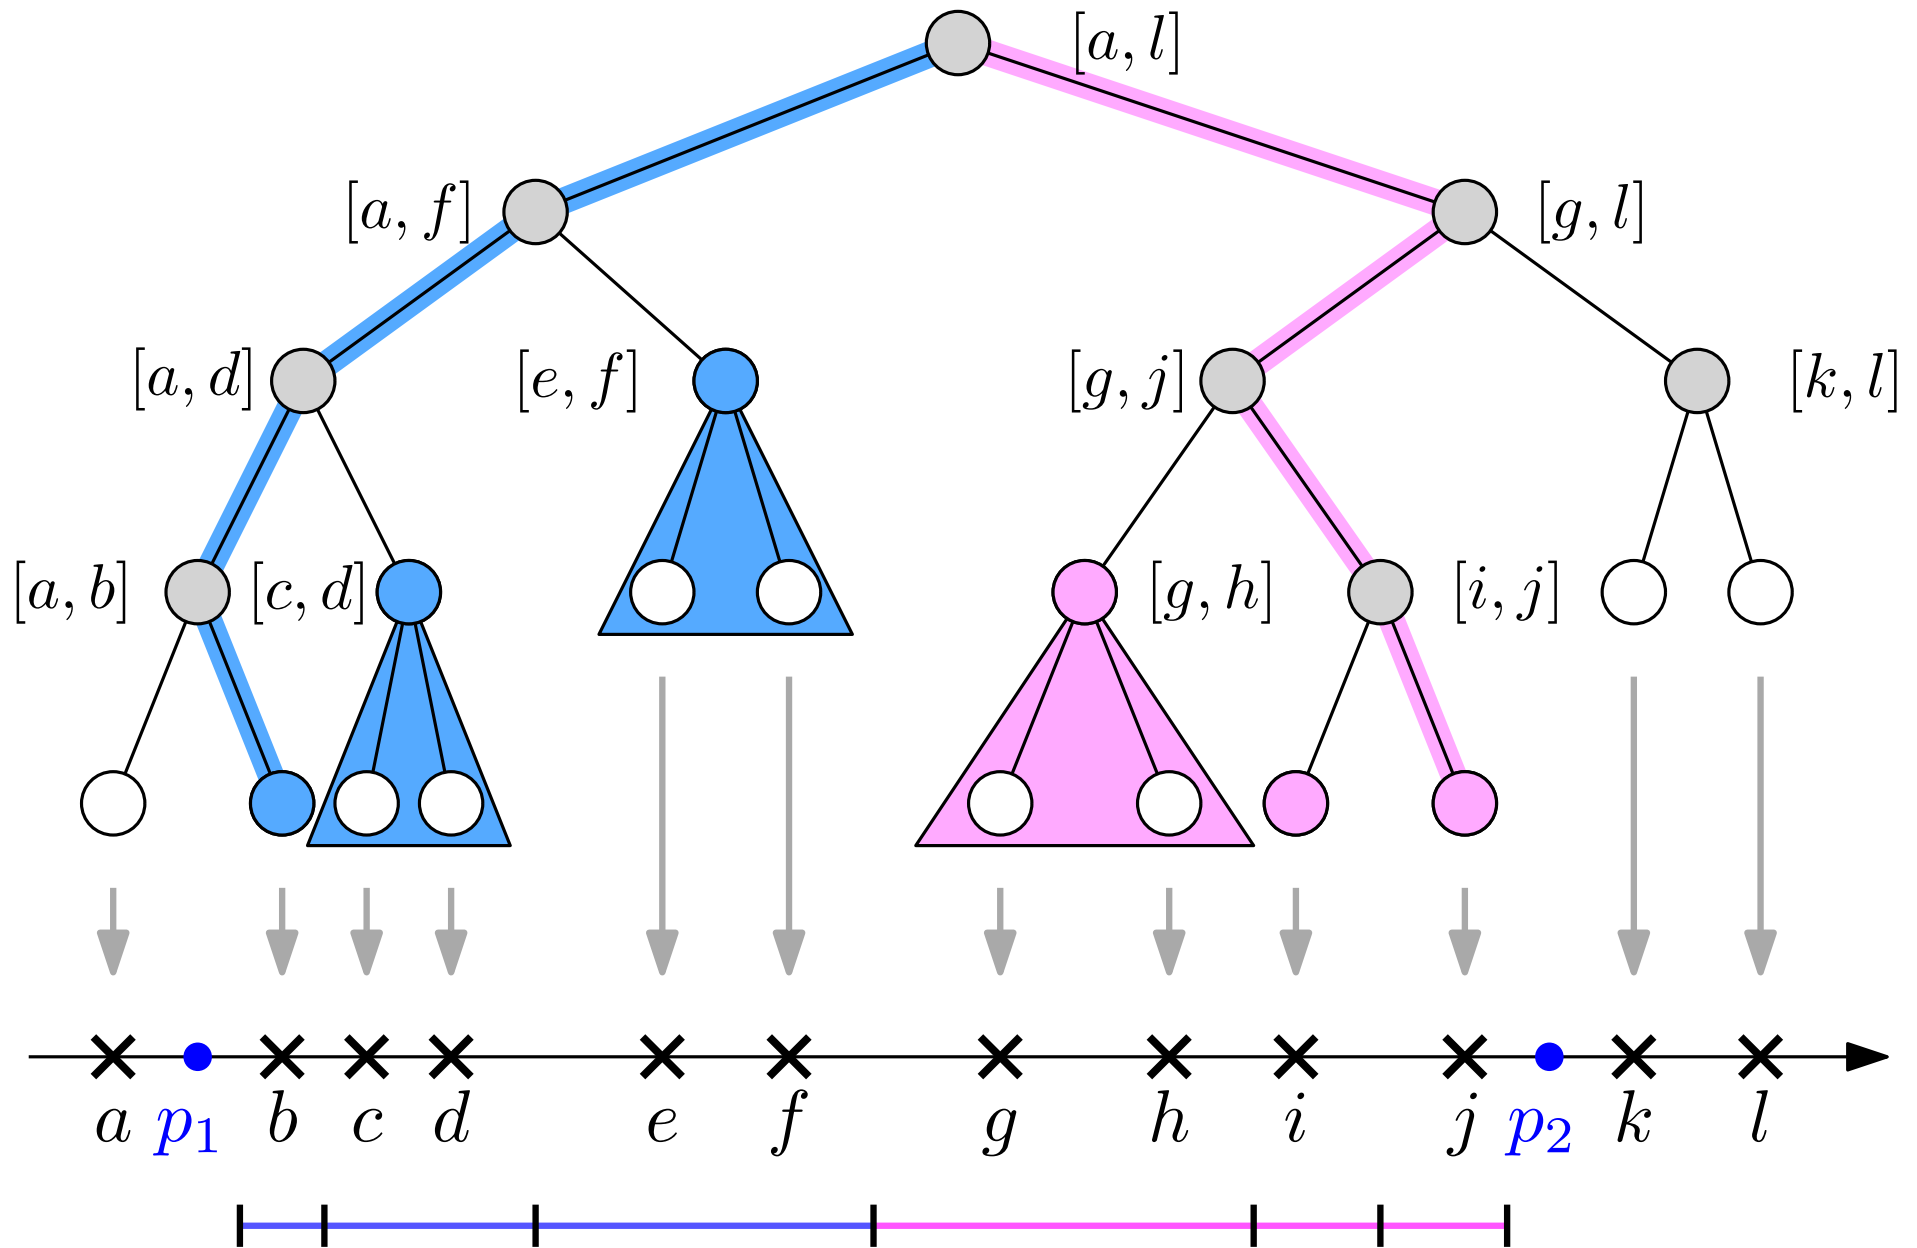 [a, l]
[a, f] [g, l]
[a, d] [e, f] [g, j] [k, l]
[a, b] [c, d] [g, h] [i, j]
a p1 b c d e f g h i j p2 k l